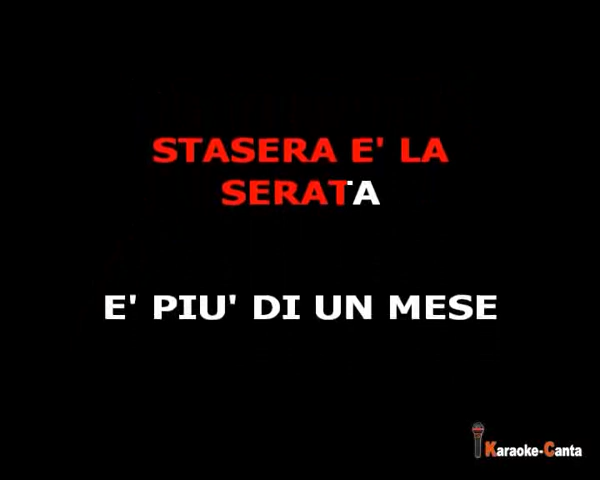 STASERA E' LA
SERATA
E' PIU' DI UN MESE
Karaoke-Canta